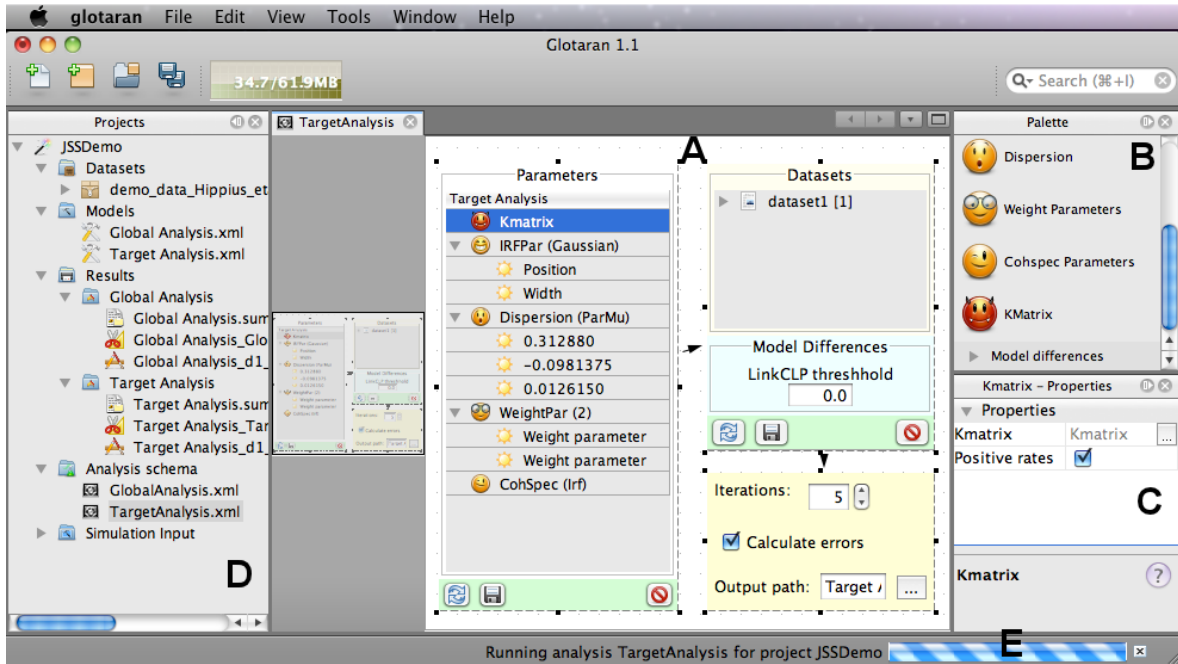 glotaran File Edit View Tools Window Help
Glotaran 1.1
34.7/61.9MB
Search (⌘+I)
Projects
JSSDemo
Datasets
demo_data_Hippius_et
Models
Global Analysis.xml
Target Analysis.xml
Results
Global Analysis
Global Analysis.sum
Global Analysis_Glo
Global Analysis_d1_
Target Analysis
Target Analysis.sum
Target Analysis_Tar
Target Analysis_d1_
Analysis schema
GlobalAnalysis.xml
TargetAnalysis.xml
Simulation Input
D
TargetAnalysis
A
Parameters
Target Analysis
Kmatrix
IRFPar (Gaussian)
Position
Width
Dispersion (ParMu)
0.312880
-0.0981375
0.0126150
WeightPar (2)
Weight parameter
Weight parameter
CohSpec (Irf)
Datasets
dataset1 [1]
Model Differences
LinkCLP threshhold
0.0
Iterations: 5
Calculate errors
Output path: Target A ...
Palette
B
Dispersion
Weight Parameters
Cohspec Parameters
KMatrix
Model differences
Kmatrix - Properties
Properties
Kmatrix Kmatrix ...
Positive rates
C
Kmatrix ?
Running analysis TargetAnalysis for project JSSDemo
E